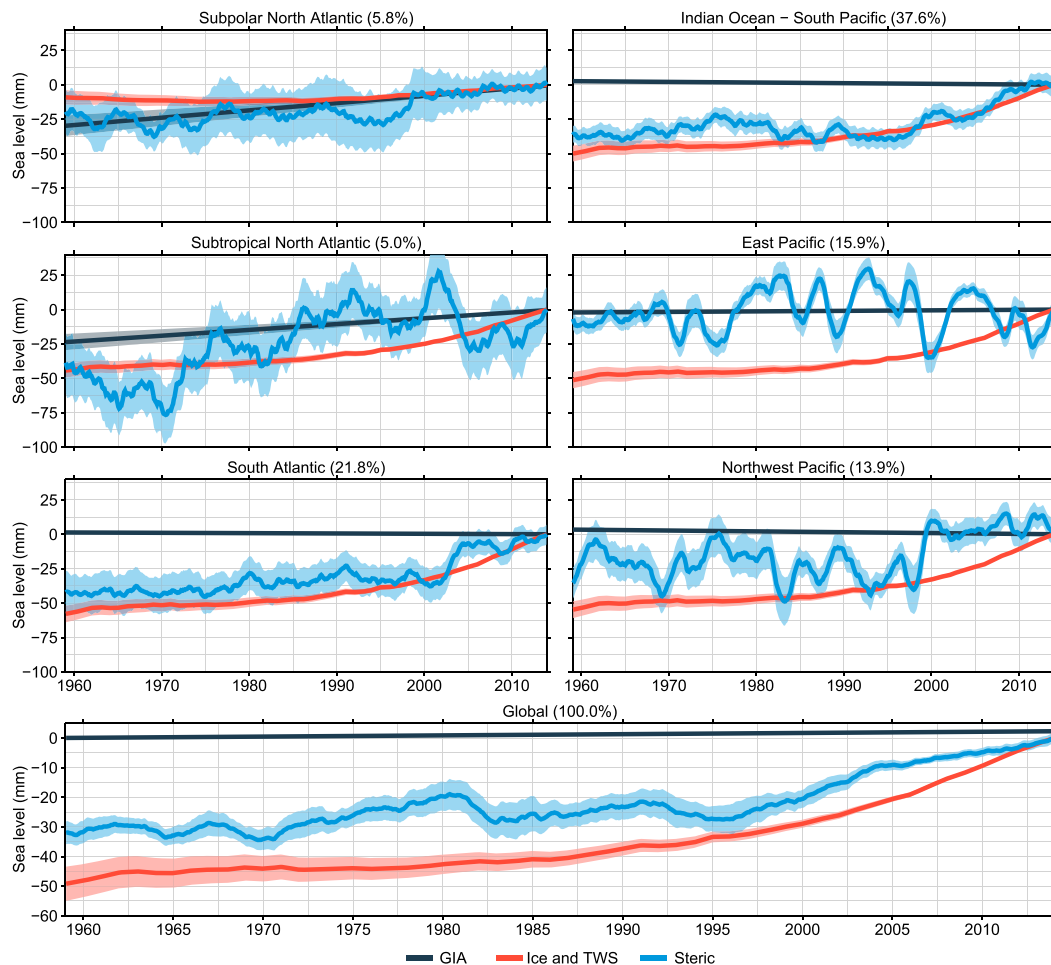 Subpolar North Atlantic (5.8%)
Indian Ocean − South Pacific (37.6%)
Sea level (mm)
25
0
−25
−50
−75
−100
Subtropical North Atlantic (5.0%)
East Pacific (15.9%)
Sea level (mm)
25
0
−25
−50
−75
−100
South Atlantic (21.8%)
Northwest Pacific (13.9%)
Sea level (mm)
25
0
−25
−50
−75
−100
1960 1970 1980 1990 2000 2010
1960 1970 1980 1990 2000 2010
Global (100.0%)
Sea level (mm)
0
−10
−20
−30
−40
−50
−60
1960 1965 1970 1975 1980 1985 1990 1995 2000 2005 2010
GIA Ice and TWS Steric